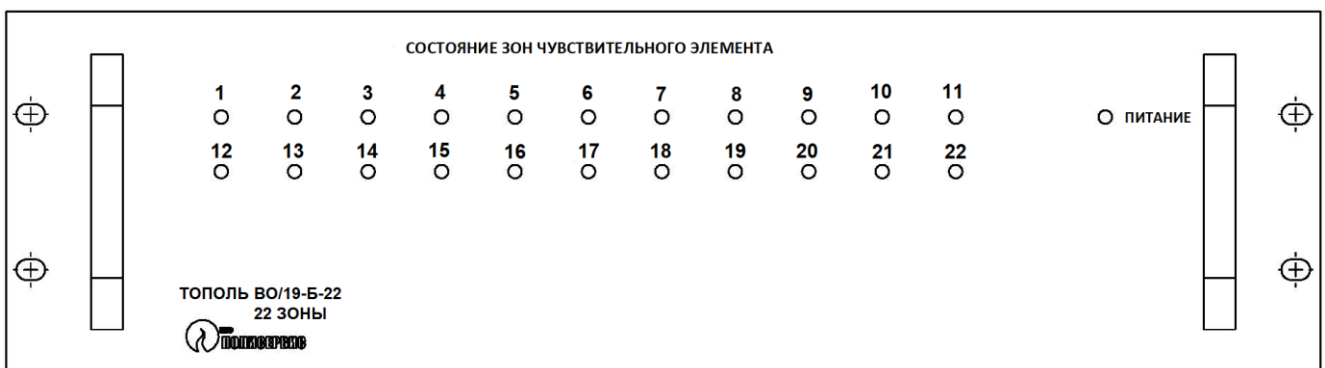 СОСТОЯНИЕ ЗОН ЧУВСТВИТЕЛЬНОГО ЭЛЕМЕНТА
1 2 3 4 5 6 7 8 9 10 11
ПИТАНИЕ
12 13 14 15 16 17 18 19 20 21 22
ТОПОЛЬ ВО/19-Б-22
22 ЗОНЫ
ПОЛИСЕРВИС